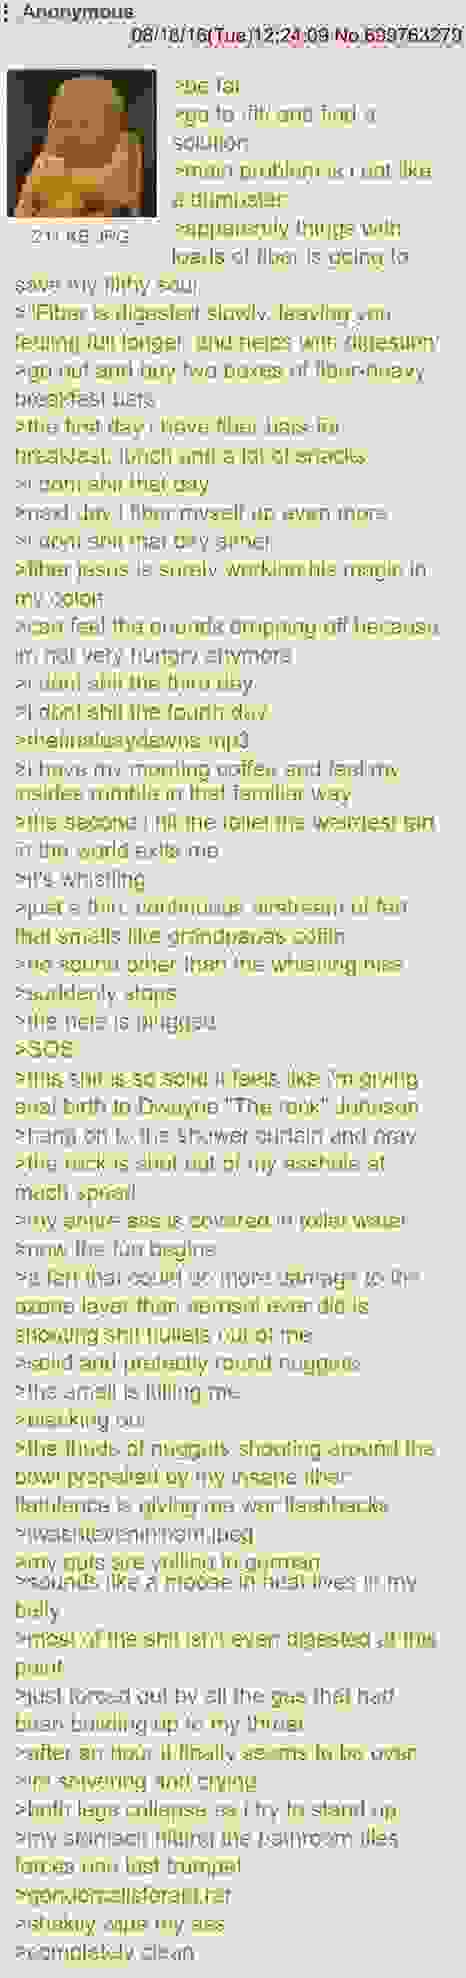 Anonymous
08/16/16(Tue)12:24:09 No.699763279
>be fat
>go to /fit/ and find a
solution
>main problem is i eat like
a dumpster
211 KB JPG
>apparently things with
loads of fiber is going to
save my filthy soul
>"Fiber is digested slowly, leaving you
feeling full longer, and helps with digestion"
>go out and buy two boxes of fiber-heavy
breakfast bars
>the first day i have fiber bars for
breakfast, lunch and a lot of snacks
>i dont shit that day
>next day i fiber myself up even more
>i dont shit that day either
>fiber jesus is surely working his magic in
my colon
>can feel the pounds dropping off because
im not very hungry anymore
>i dont shit the third day
>i dont shit the fourth day
>thefinalbaydawns.mp3
>i have my morning coffee and feel my
insides rumble in that familiar way
>the second i hit the toilet the weirdest fart
in the world exits me
>it's whistling
>just a thin, continuous airstream of fart
that smells like grandpapas coffin
>no sound other than the whistling hiss
>suddenly stops
>the hole is plugged
>SOS
>this shit is so solid it feels like i'm giving
anal birth to Dwayne "The rock" Johnson
>hang on to the shower curtain and pray
>the rock is shot out of my asshole at
mach speed
>my entire ass is covered in toilet water
>now the fun begins
>a fart that could do more damage to the
ozone layer than aerosol ever did is
shooting shit bullets out of me
>solid and perfectly round nuggets
>the smell is killing me
>blacking out
>the thuds of nuggets shooting around the
bowl propelled by my insane fiber
flatulence is giving me war flashbacks
>iwasnteveninnam.jpeg
>my guts are yelling in german
>sounds like a moose in heat lives in my
belly
>most of the shit isn't even digested at this
point
>just forced out by all the gas that had
been building up to my throat
>after an hour it finally seems to be over
>im shivering and crying
>both legs collapse as i try to stand up
>my stomach hitting the bathroom tiles
forces one last trumpet
>gondorcallsforaid.rar
>shakily wipe my ass
>completely clean